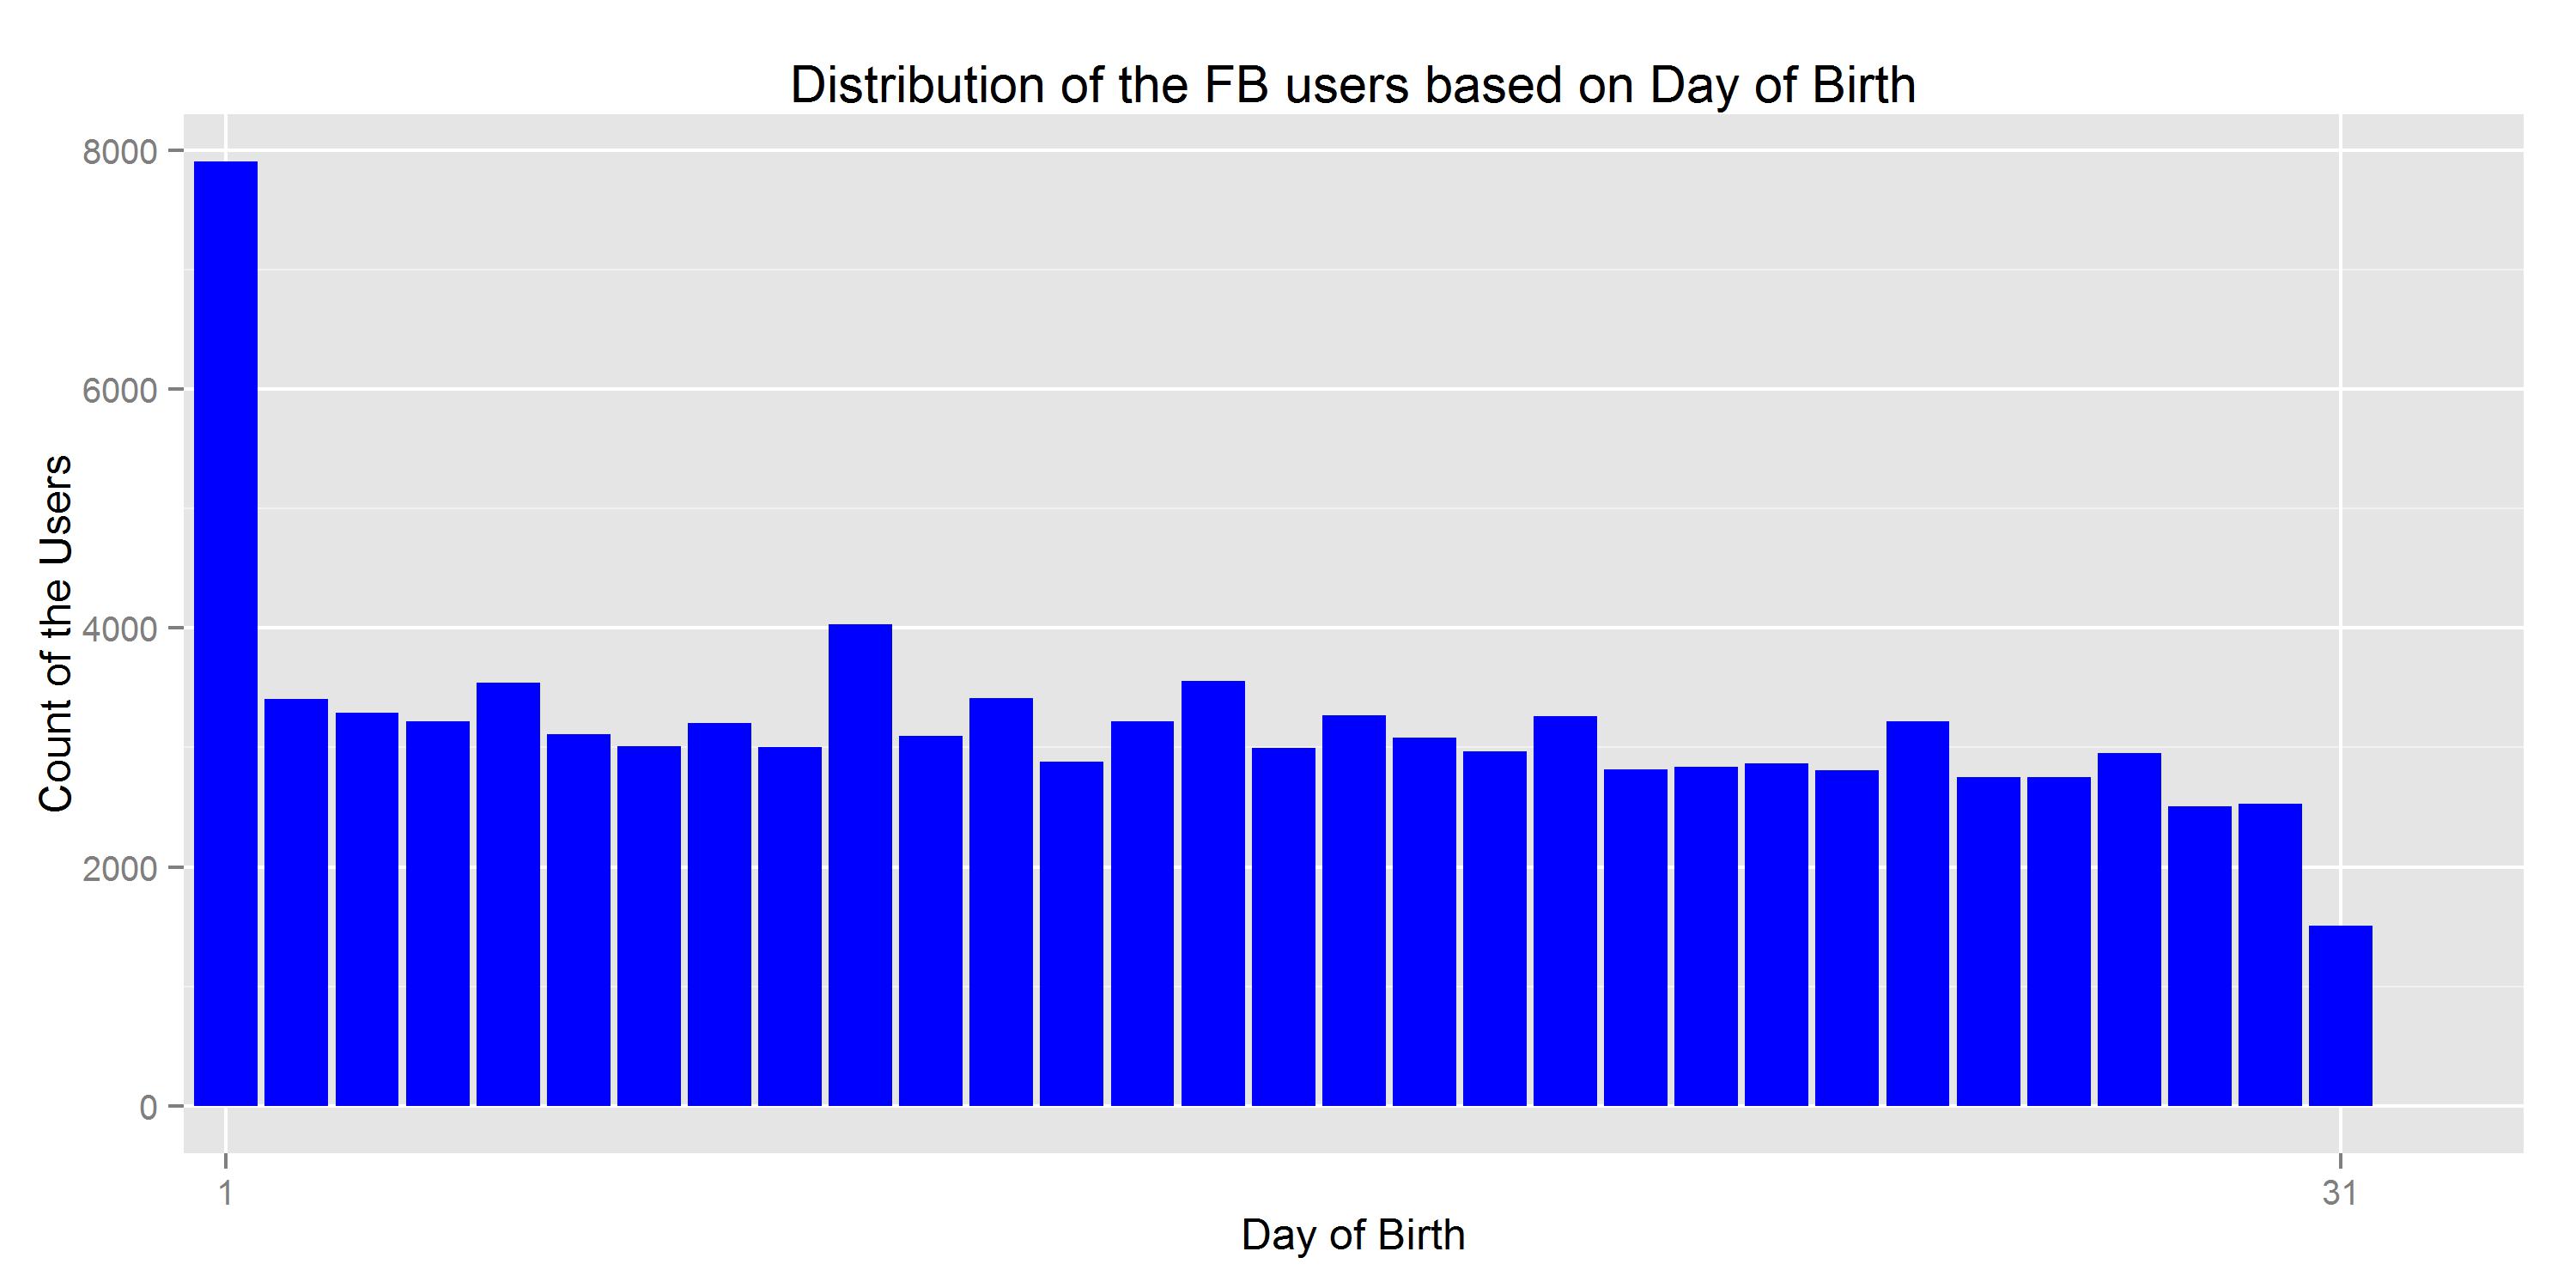 Distribution of the FB users based on Day of Birth
Count of the Users
8000
6000
4000
2000
0
1
31
Day of Birth